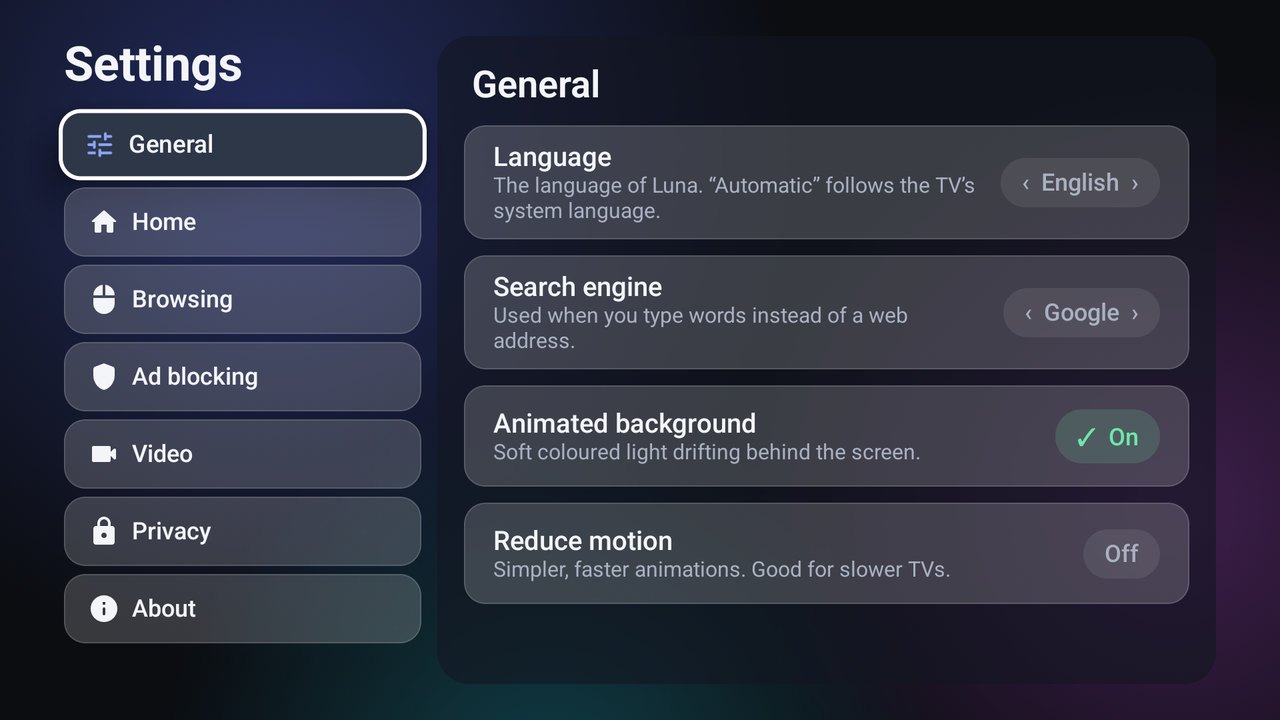 Settings
General
Home
Browsing
Ad blocking
Video
Privacy
About
General
Language
The language of Luna. “Automatic” follows the TV’s
system language.
‹ English ›
Search engine
Used when you type words instead of a web
address.
‹ Google ›
Animated background
Soft coloured light drifting behind the screen.
✓ On
Reduce motion
Simpler, faster animations. Good for slower TVs.
Off